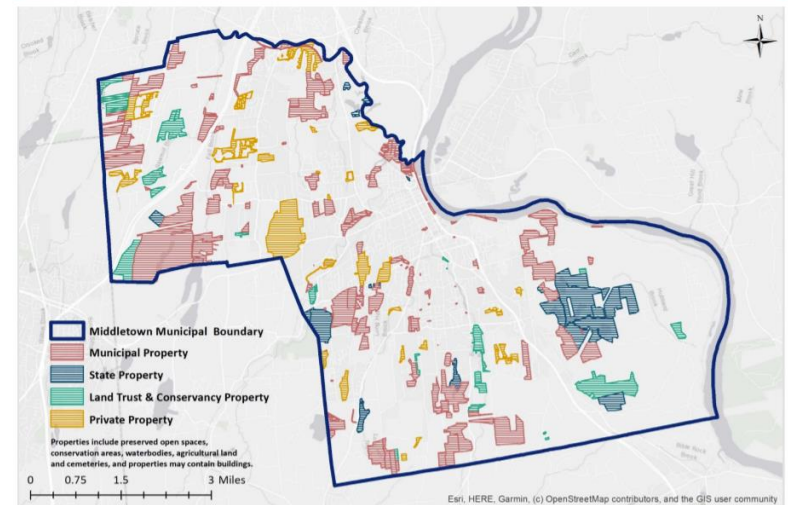 N
Middletown Municipal Boundary
Municipal Property
State Property
Land Trust & Conservancy Property
Private Property
Properties include preserved open spaces,
conservation areas, waterbodies, agricultural land
and cemeteries, and properties may contain buildings.
0 0.75 1.5 3 Miles
Esri, HERE, Garmin, (c) OpenStreetMap contributors, and the GIS user community